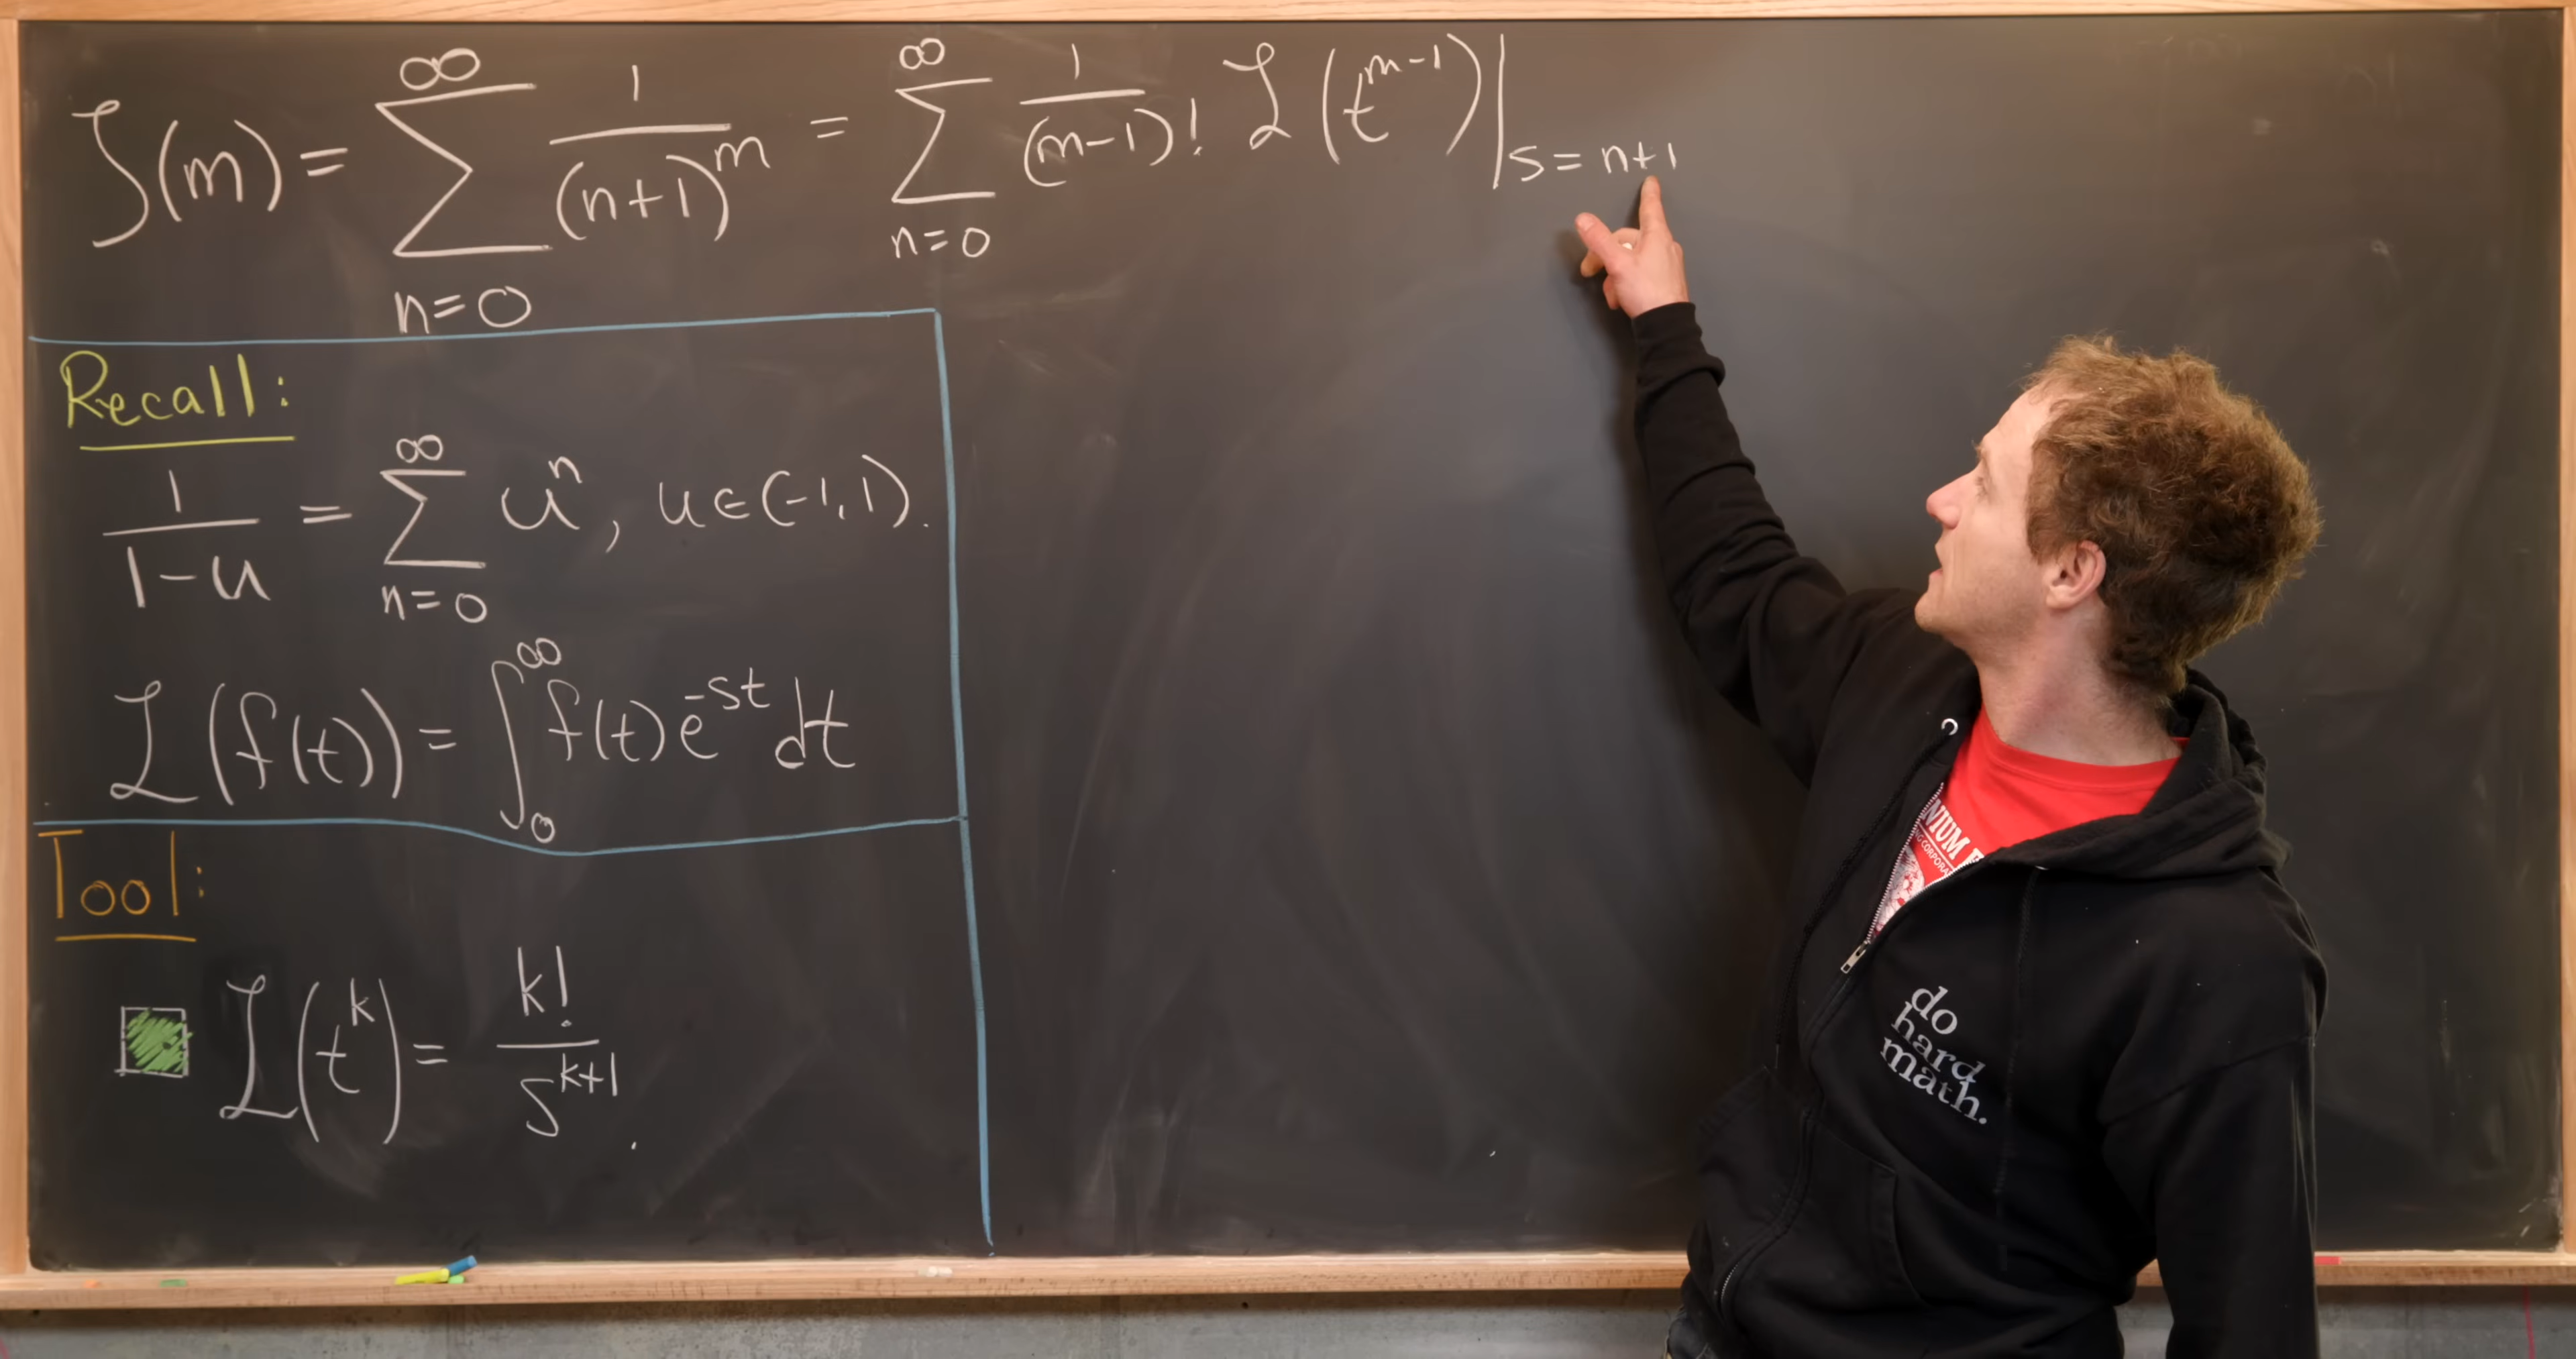 ζ(m) = ∑_{n=0}^{∞} 1/(n+1)^m = ∑_{n=0}^{∞} 1/(m-1)! ℒ(t^{m-1})|_{s=n+1}
Recall:
1/(1-u) = ∑_{n=0}^{∞} u^n, u∈(-1,1).
ℒ(f(t)) = ∫_0^∞ f(t)e^{-st}dt
Tool:
ℒ(t^k) = k!/s^{k+1}.
do
hard
math.